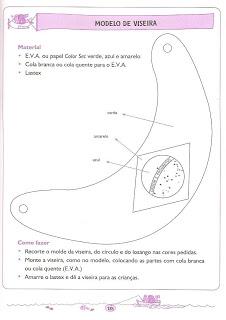 MODELO DE VISEIRA
Material
E.V.A. ou papel Color Set verde, azul e amarelo
Cola branca ou cola quente para o E.V.A.
Lastex
verde
amarelo
azul
Como fazer
Recorte o molde da viseira, do círculo e do losango nas cores pedidas.
Monte a viseira, como no modelo, colocando as partes com cola branca
ou cola quente (E.V.A.)
Amarre o lastex e dê a viseira para as crianças.